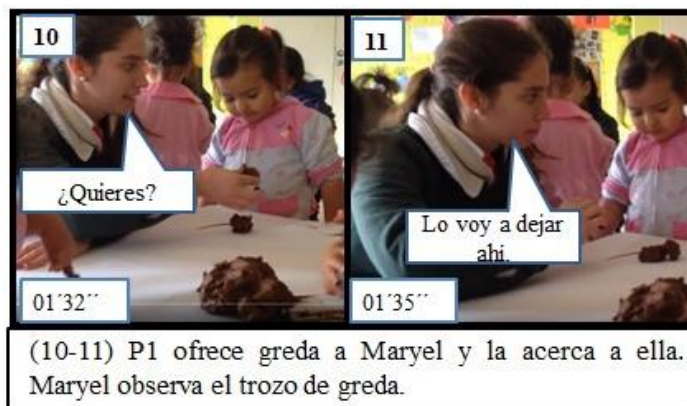 10
¿Quieres?
01´32´´
11
Lo voy a dejar
ahí.
01´35´´
(10-11) P1 ofrece greda a Maryel y la acerca a ella.
Maryel observa el trozo de greda.